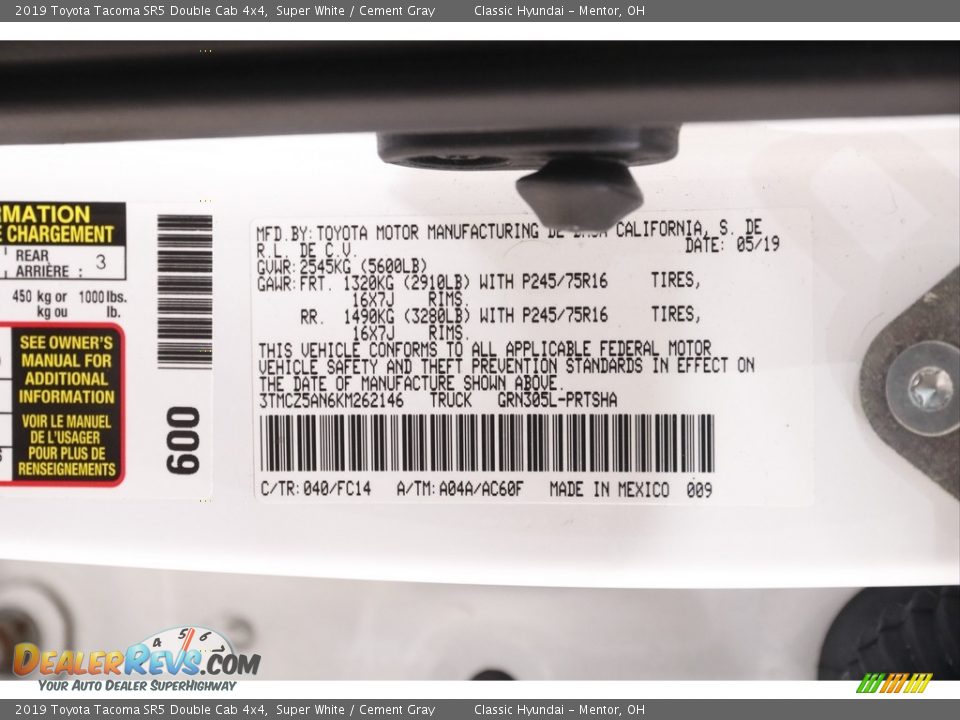 2019 Toyota Tacoma SR5 Double Cab 4x4, Super White / Cement Gray Classic Hyundai – Mentor, OH
RMATION
E CHARGEMENT
REAR
ARRIÈRE : 3
450 kg or 1000 lbs.
kg ou lb.
SEE OWNER'S
MANUAL FOR
ADDITIONAL
INFORMATION
VOIR LE MANUEL
DE L'USAGER
POUR PLUS DE
RENSEIGNEMENTS
009
MFD.BY:TOYOTA MOTOR MANUFACTURING DE CALIFORNIA, S. DE
R.L. DE C.V. DATE: 05/19
GVWR:2545KG (5600LB)
GAWR:FRT. 1320KG (2910LB) WITH P245/75R16 TIRES,
16X7J RIMS.
RR. 1490KG (3280LB) WITH P245/75R16 TIRES,
16X7J RIMS.
THIS VEHICLE CONFORMS TO ALL APPLICABLE FEDERAL MOTOR
VEHICLE SAFETY AND THEFT PREVENTION STANDARDS IN EFFECT ON
THE DATE OF MANUFACTURE SHOWN ABOVE.
3TMCZ5AN6KM262146 TRUCK GRN305L-PRTSHA
C/TR:040/FC14 A/TM:A04A/AC60F MADE IN MEXICO 009
4 5 6
DEALERREVS.COM
YOUR AUTO DEALER SUPERHIGHWAY
2019 Toyota Tacoma SR5 Double Cab 4x4, Super White / Cement Gray Classic Hyundai – Mentor, OH